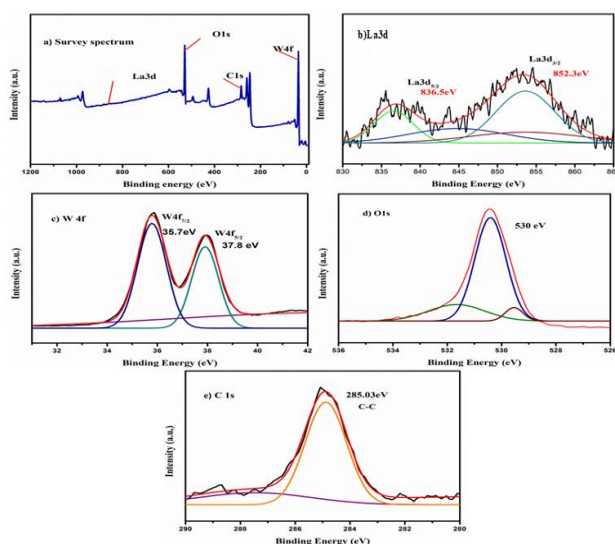 a) Survey spectrum
O1s
W4f
La3d
C1s
Intensity (a.u.)
1200 1000 800 600 400 200 0
Binding energy (eV)
b)La3d
La3d3/2
852.3eV
La3d5/2
836.5eV
Intensity (a.u.)
830 835 840 845 850 855 860 865
Binding Energy (eV)
c) W 4f
W4f7/2
35.7eV
W4f5/2
37.8 eV
Intensity (a.u.)
32 34 36 38 40 42
Binding Energy (eV)
d) O1s
530 eV
Intensity (a.u.)
536 534 532 530 528 526
Binding Energy (eV)
e) C 1s
285.03eV
C-C
Intensity (a.u.)
290 288 286 284 282 280
Binding Energy (eV)